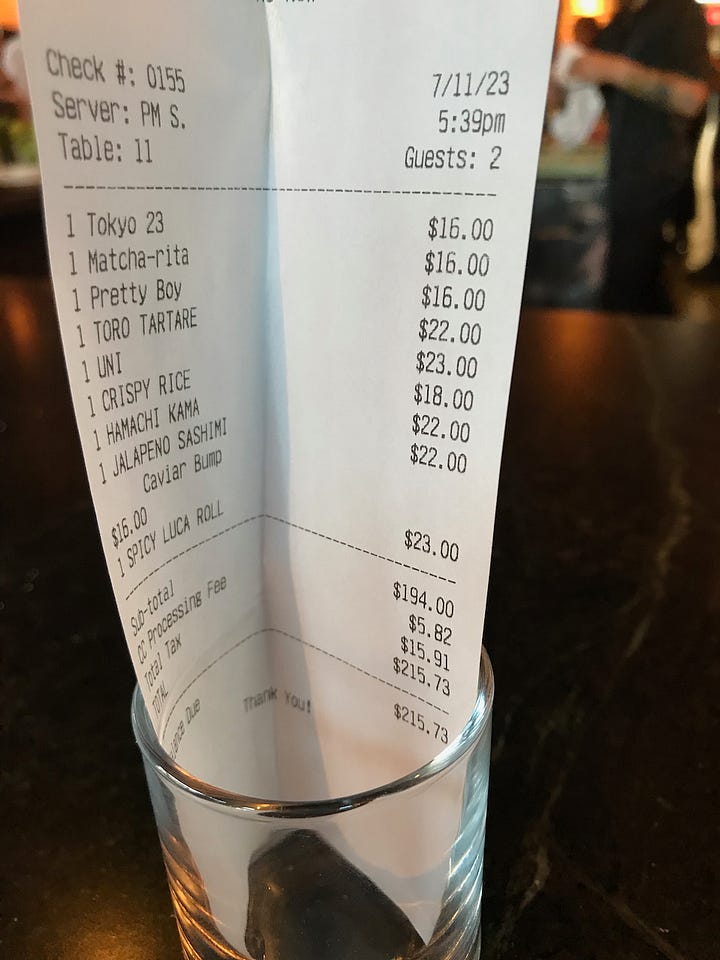 Check #: 0155 7/11/23
Server: PM S. 5:39pm
Table: 11 Guests: 2
1 Tokyo 23 $16.00
1 Matcha-rita $16.00
1 Pretty Boy $16.00
1 TORO TARTARE $22.00
1 UNI $23.00
1 CRISPY RICE $18.00
1 HAMACHI KAMA $22.00
1 JALAPENO SASHIMI $22.00
Caviar Bump
$16.00
1 SPICY LUCA ROLL $23.00
Sub-total $194.00
CC Processing Fee $5.82
Total Tax $15.91
TOTAL $215.73
Due $215.73
Thank You!